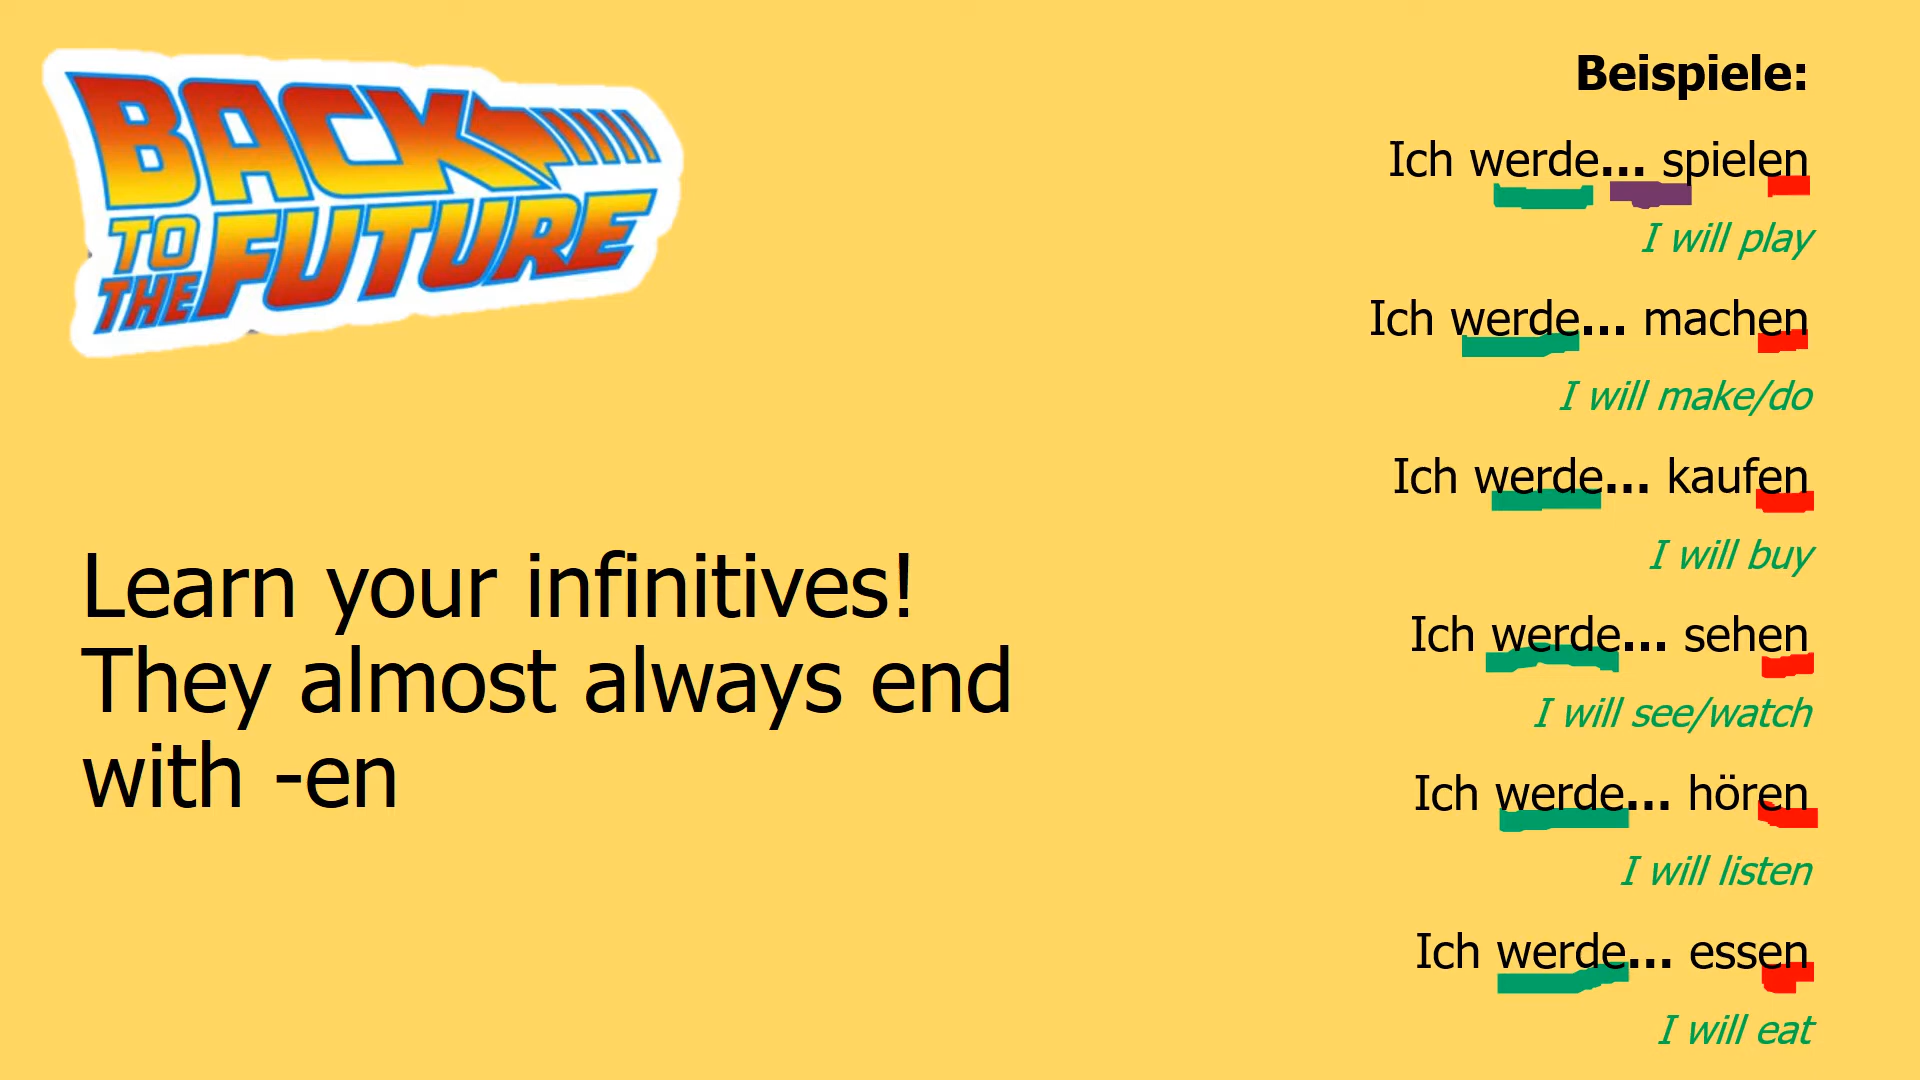 BACK
TO
THE FUTURE
Learn your infinitives!
They almost always end
with -en
Beispiele:
Ich werde... spielen
I will play
Ich werde... machen
I will make/do
Ich werde... kaufen
I will buy
Ich werde... sehen
I will see/watch
Ich werde... hören
I will listen
Ich werde... essen
I will eat